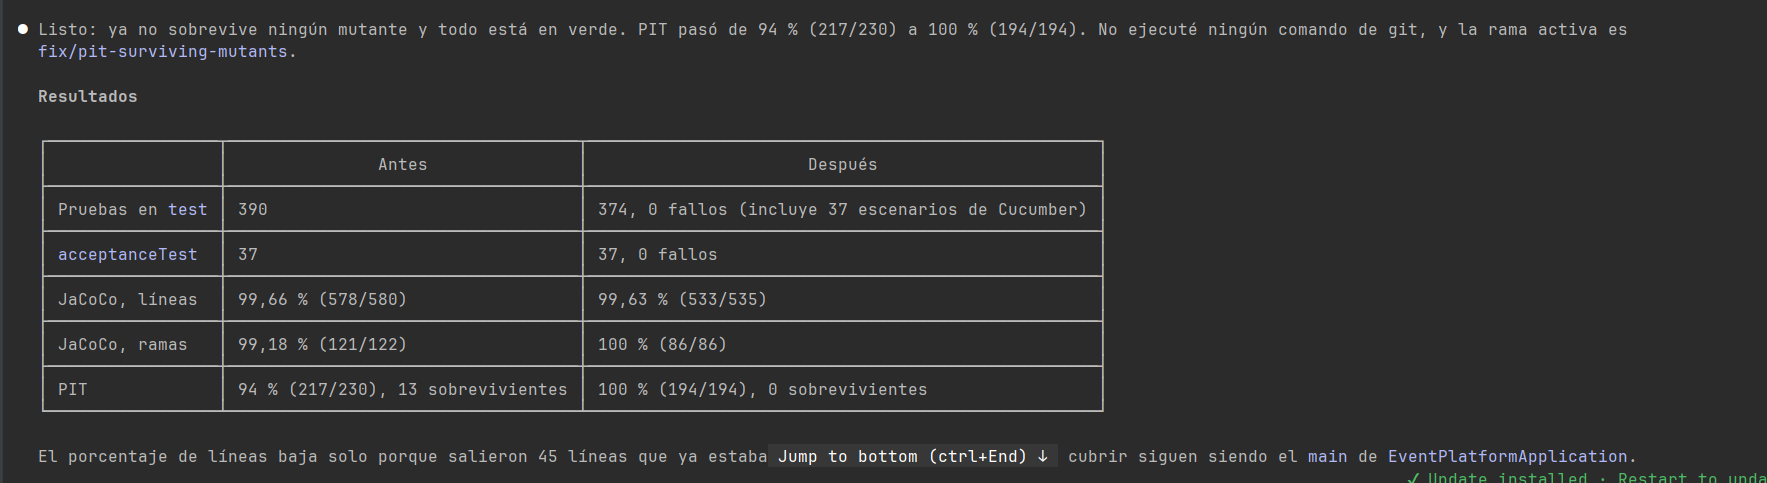 ● Listo: ya no sobrevive ningún mutante y todo está en verde. PIT pasó de 94 % (217/230) a 100 % (194/194). No ejecuté ningún comando de git, y la rama activa es
fix/pit-surviving-mutants.
Resultados
Antes Después
Pruebas en test 390 374, 0 fallos (incluye 37 escenarios de Cucumber)
acceptanceTest 37 37, 0 fallos
JaCoCo, líneas 99,66 % (578/580) 99,63 % (533/535)
JaCoCo, ramas 99,18 % (121/122) 100 % (86/86)
PIT 94 % (217/230), 13 sobrevivientes 100 % (194/194), 0 sobrevivientes
El porcentaje de líneas baja solo porque salieron 45 líneas que ya estaba Jump to bottom (ctrl+End) ↓ cubrir siguen siendo el main de EventPlatformApplication.
✓ Update installed · Restart to upda